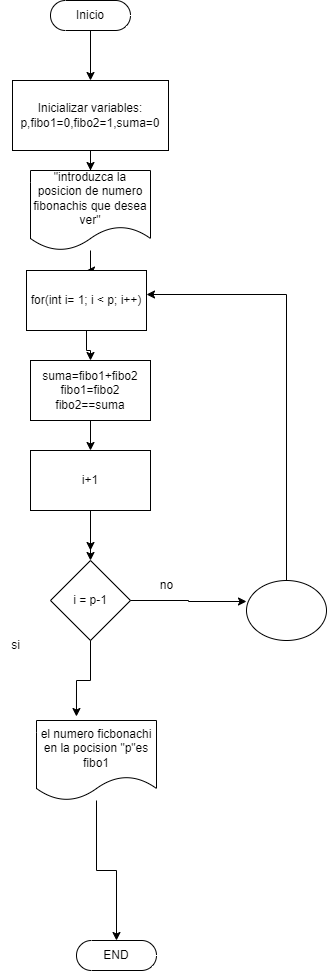 Inicio
Inicializar variables:
p,fibo1=0,fibo2=1,suma=0
"introduzca la
posicion de numero
fibonachis que desea
ver"
for(int i= 1; i < p; i++)
suma=fibo1+fibo2
fibo1=fibo2
fibo2==suma
i+1
i = p-1
no
si
el numero ficbonachi
en la pocision "p"es
fibo1
END